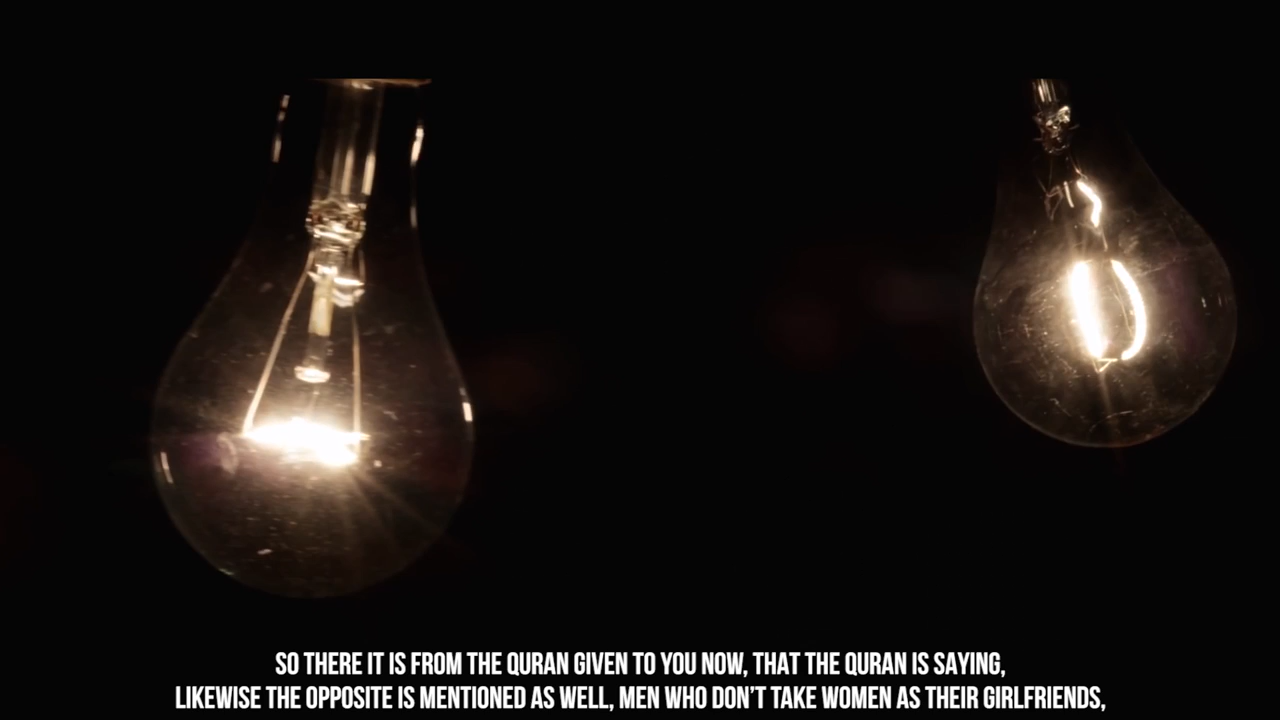 SO THERE IT IS FROM THE QURAN GIVEN TO YOU NOW, THAT THE QURAN IS SAYING,
LIKEWISE THE OPPOSITE IS MENTIONED AS WELL, MEN WHO DON'T TAKE WOMEN AS THEIR GIRLFRIENDS,